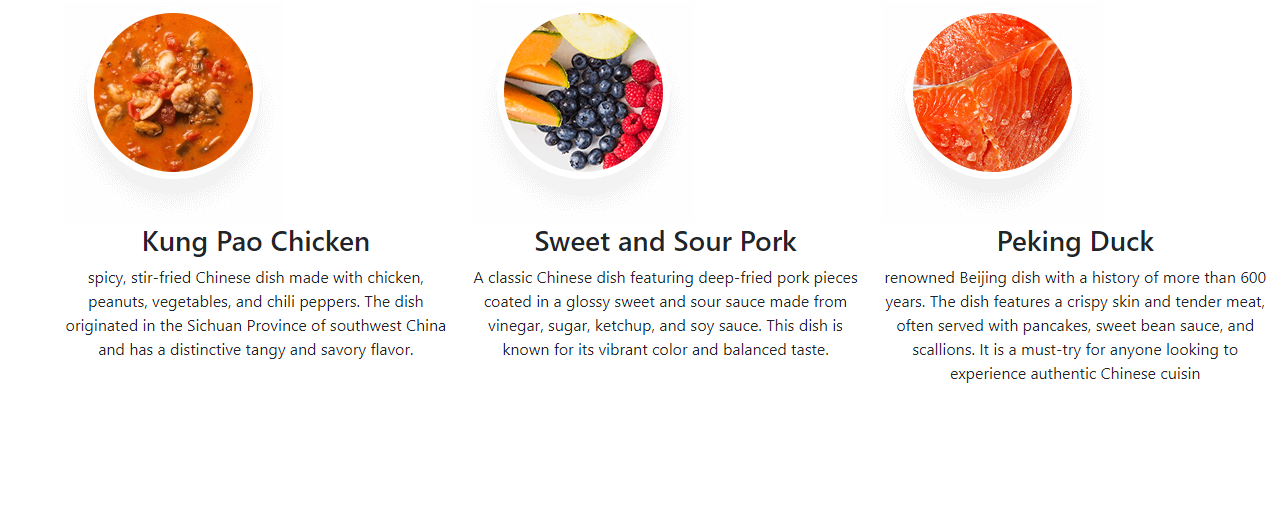 Kung Pao Chicken
spicy, stir-fried Chinese dish made with chicken,
peanuts, vegetables, and chili peppers. The dish
originated in the Sichuan Province of southwest China
and has a distinctive tangy and savory flavor.
Sweet and Sour Pork
A classic Chinese dish featuring deep-fried pork pieces
coated in a glossy sweet and sour sauce made from
vinegar, sugar, ketchup, and soy sauce. This dish is
known for its vibrant color and balanced taste.
Peking Duck
renowned Beijing dish with a history of more than 600
years. The dish features a crispy skin and tender meat,
often served with pancakes, sweet bean sauce, and
scallions. It is a must-try for anyone looking to
experience authentic Chinese cuisin